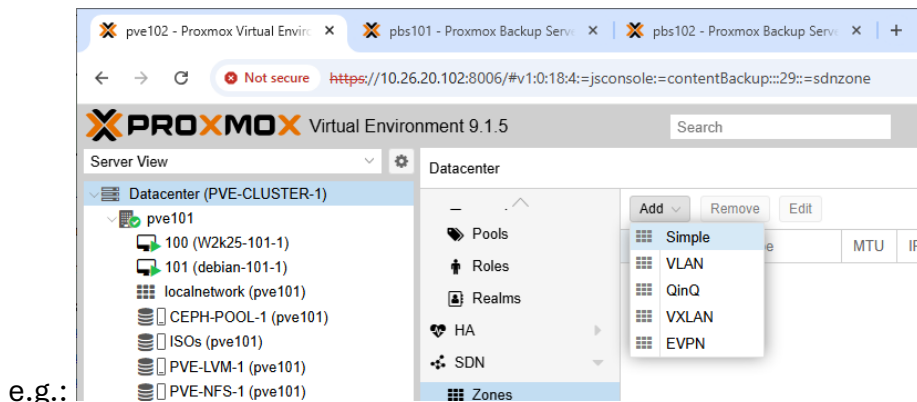 pve102 - Proxmox Virtual Enviro
pbs101 - Proxmox Backup Serve
pbs102 - Proxmox Backup Serve
Not secure https://10.26.20.102:8006/#v1:0:18:4:=jsconsole:=contentBackup:::29::=sdnzone
PROXMOX Virtual Environment 9.1.5
Search
Server View
Datacenter (PVE-CLUSTER-1)
pve101
100 (W2k25-101-1)
101 (debian-101-1)
localnetwork (pve101)
CEPH-POOL-1 (pve101)
ISOs (pve101)
PVE-LVM-1 (pve101)
PVE-NFS-1 (pve101)
Datacenter
Pools
Roles
Realms
HA
SDN
Zones
Add
Remove
Edit
MTU
Simple
VLAN
QinQ
VXLAN
EVPN
e.g.: